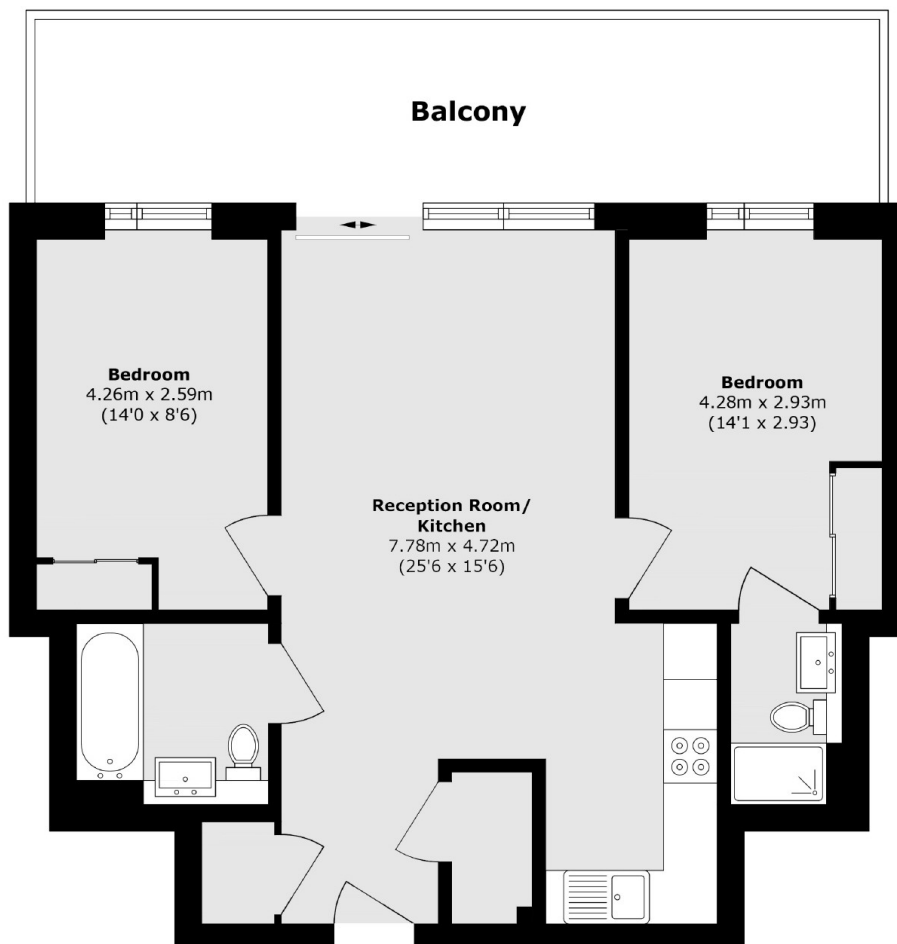 Balcony
Bedroom
4.26m x 2.59m
(14'0 x 8'6)
Bedroom
4.28m x 2.93m
(14'1 x 2.93)
Reception Room/
Kitchen
7.78m x 4.72m
(25'6 x 15'6)